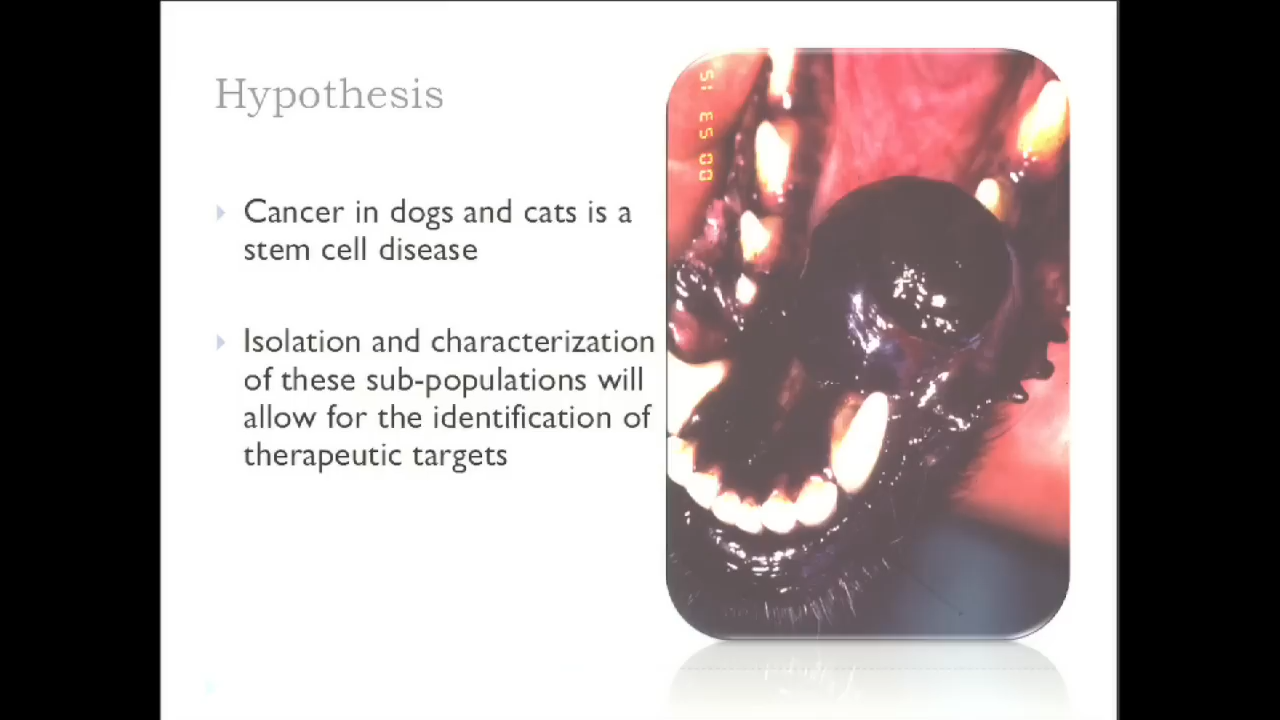 Hypothesis
Cancer in dogs and cats is a
stem cell disease
Isolation and characterization
of these sub-populations will
allow for the identification of
therapeutic targets